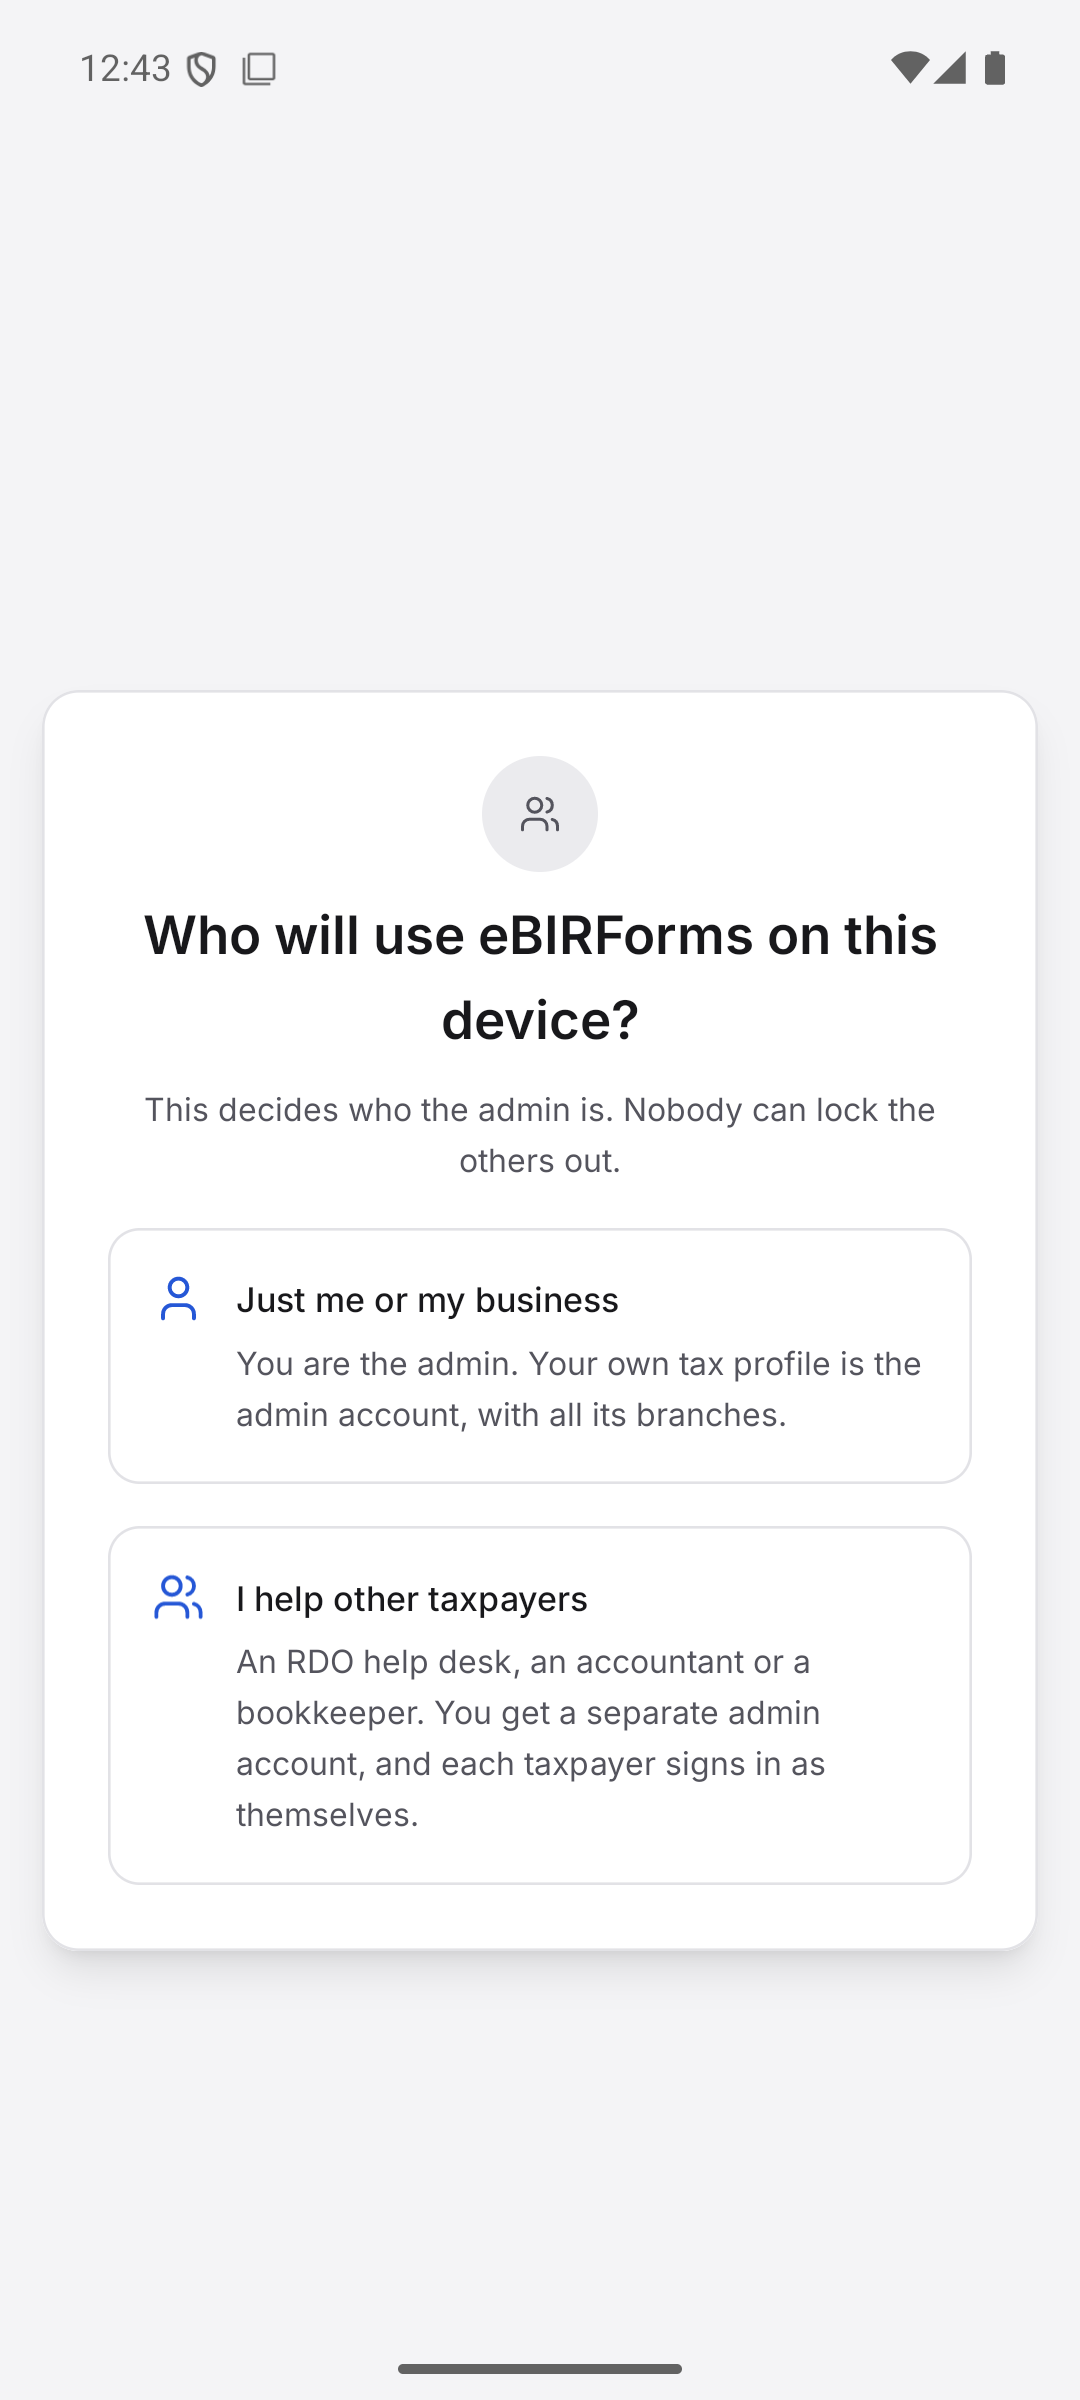 12:43
Who will use eBIRForms on this
device?
This decides who the admin is. Nobody can lock the
others out.
Just me or my business
You are the admin. Your own tax profile is the
admin account, with all its branches.
I help other taxpayers
An RDO help desk, an accountant or a
bookkeeper. You get a separate admin
account, and each taxpayer signs in as
themselves.